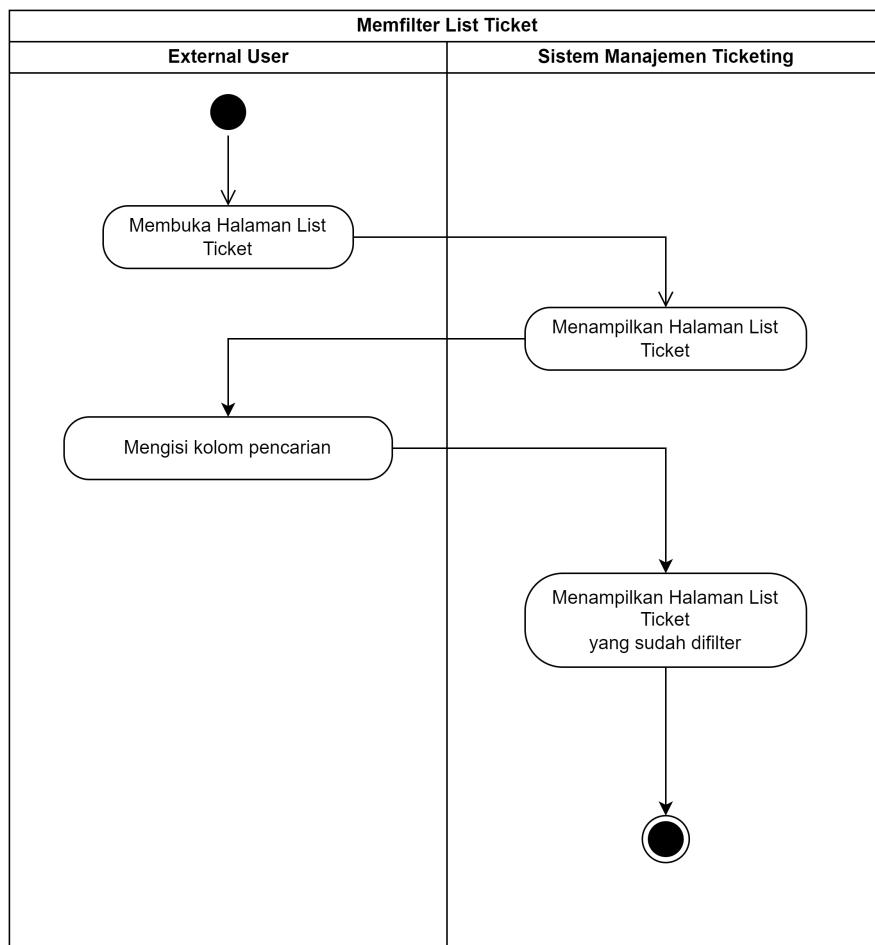 Memfilter List Ticket
External User
Sistem Manajemen Ticketing
Membuka Halaman List
Ticket
Menampilkan Halaman List
Ticket
Mengisi kolom pencarian
Menampilkan Halaman List
Ticket
yang sudah difilter